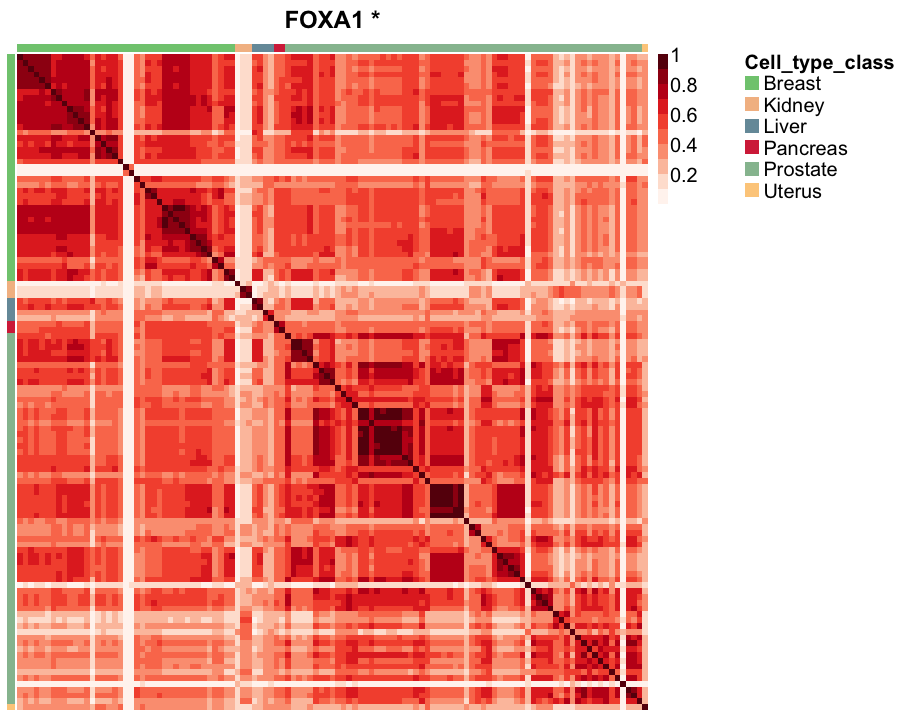 FOXA1 *
1
0.8
0.6
0.4
0.2
Cell_type_class
Breast
Kidney
Liver
Pancreas
Prostate
Uterus